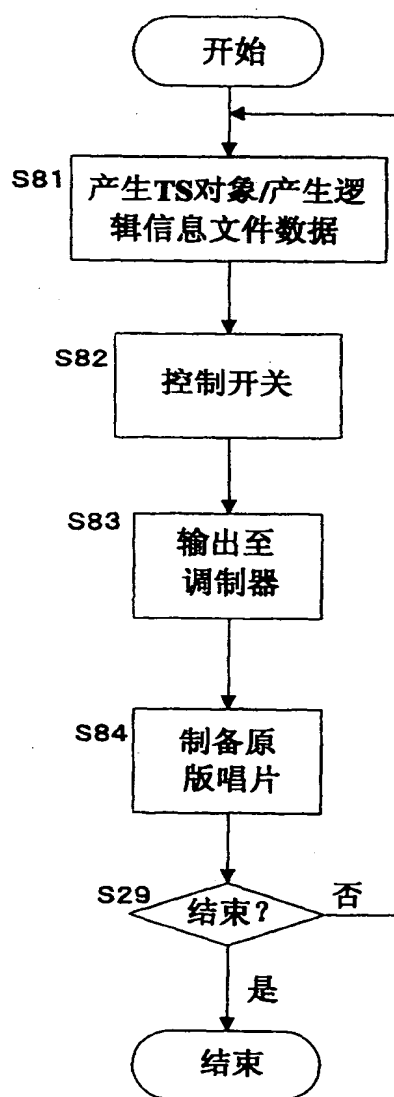 开始
S81
产生TS对象/产生逻
辑信息文件数据
S82
控制开关
S83
输出至
调制器
S84
制备原
版唱片
S29
结束？
否
是
结束